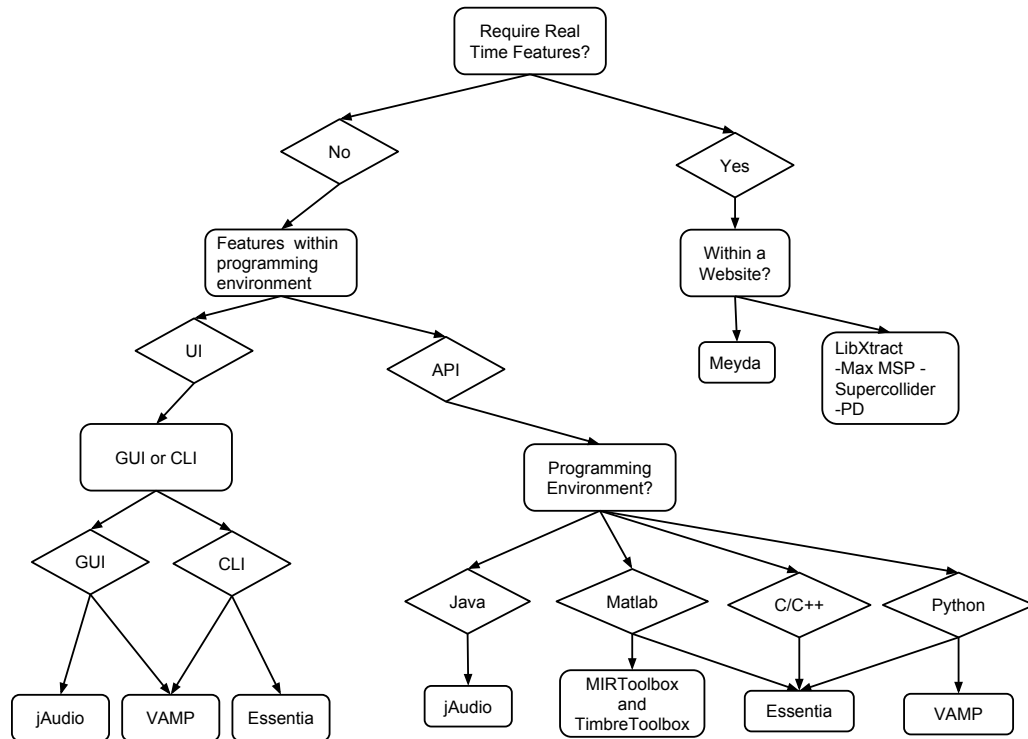 Require Real
Time Features?
No
Yes
Features within
programming
environment
Within a
Website?
UI
API
Meyda
LibXtract
-Max MSP -
Supercollider
-PD
GUI or CLI
Programming
Environment?
GUI
CLI
Java
Matlab
C/C++
Python
jAudio
VAMP
Essentia
jAudio
MIRToolbox
and
TimbreToolbox
Essentia
VAMP